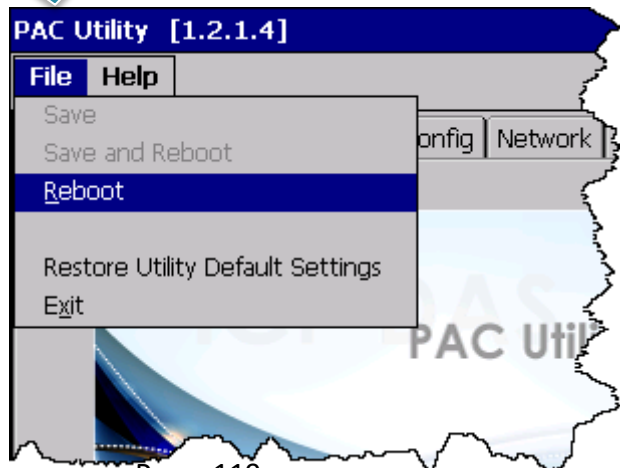 PAC Utility [1.2.1.4]
File Help
Save
Save and Reboot
onfig Network
Reboot
Restore Utility Default Settings
Exit
PAC Util